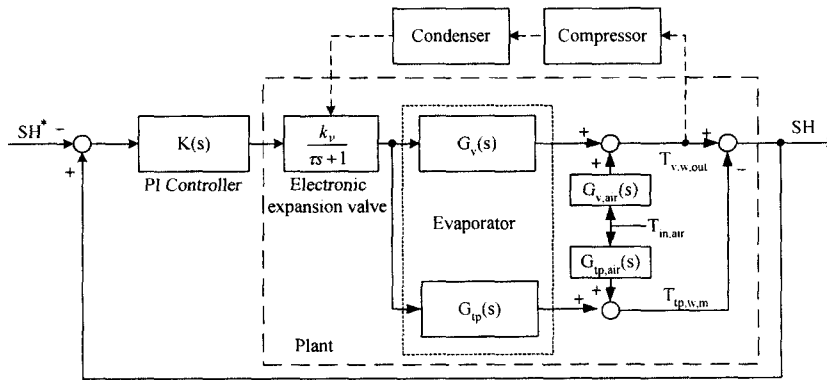 Condenser
Compressor
SH*
−
+
K(s)
PI Controller
k_v
τs + 1
Electronic
expansion valve
G_v(s)
Evaporator
G_tp(s)
+
+
G_v,air(s)
T_in,air
G_tp,air(s)
+
+
T_v,w,out
T_tp,w,m
+
−
SH
Plant